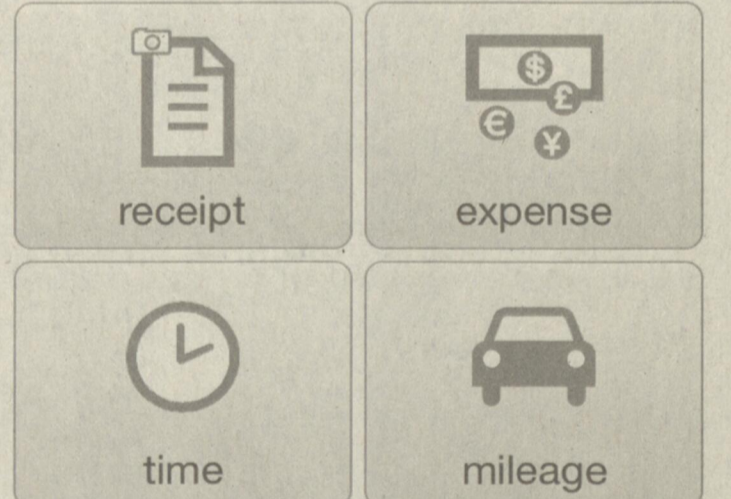 $
£
€
¥
receipt
expense
time
mileage